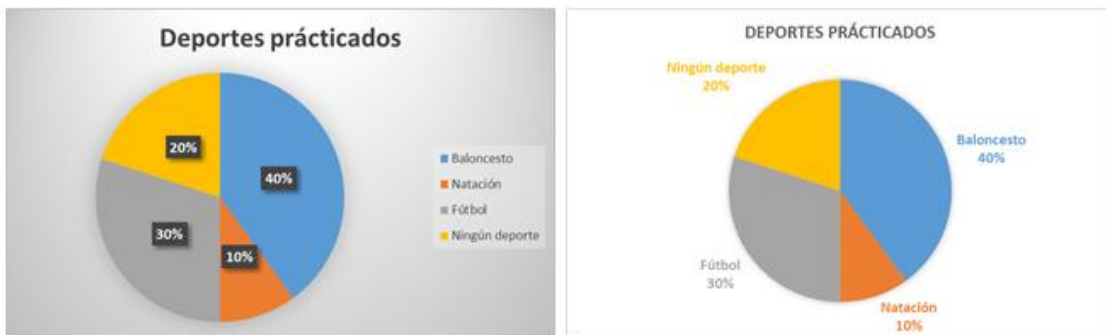 Deportes prácticados
20%
40%
30%
10%
Baloncesto
Natación
Fútbol
Ningún deporte
DEPORTES PRÁCTICADOS
Ningún deporte
20%
Baloncesto
40%
Fútbol
30%
Natación
10%